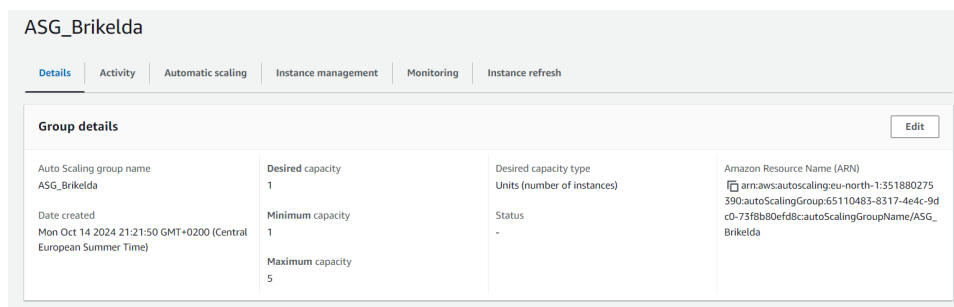 ASG_Brikelda
Details
Activity
Automatic scaling
Instance management
Monitoring
Instance refresh
Group details
Edit
Auto Scaling group name
ASG_Brikelda
Date created
Mon Oct 14 2024 21:21:50 GMT+0200 (Central
European Summer Time)
Desired capacity
1
Minimum capacity
1
Maximum capacity
5
Desired capacity type
Units (number of instances)
Status
-
Amazon Resource Name (ARN)
arn:aws:autoscaling:eu-north-1:351880275
390:autoScalingGroup:65110483-8317-4e4c-9d
c0-73f8b80efd8c:autoScalingGroupName/ASG_
Brikelda